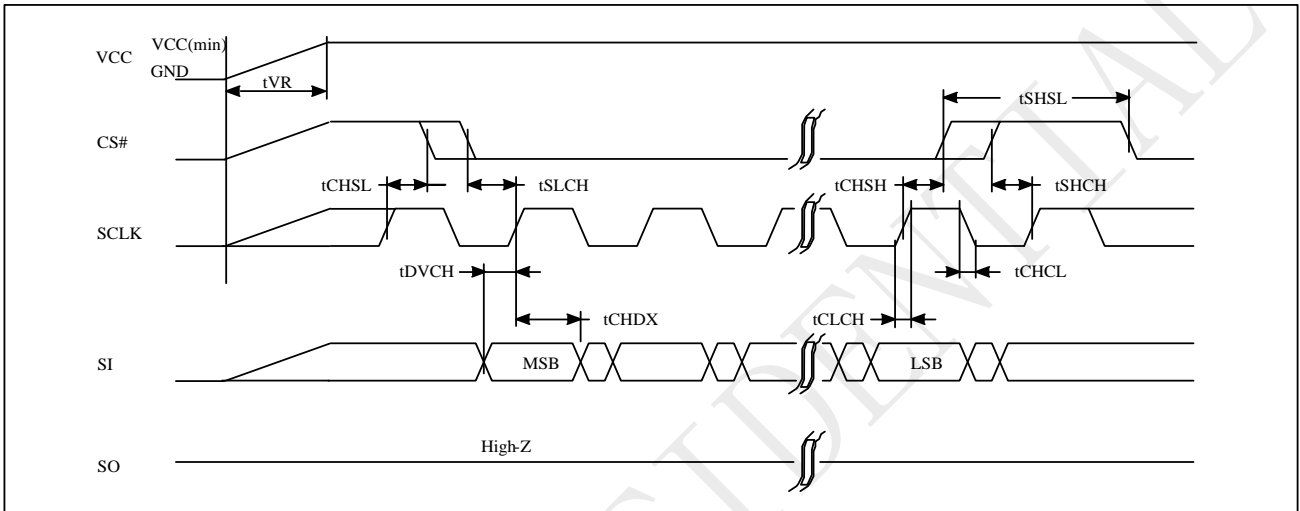 VCC
VCC(min)
GND
tVR
tSHSL
CS#
tCHSL
tSLCH
tCHSH
tSHCH
SCLK
tDVCH
tCHCL
tCHDX
tCLCH
SI
MSB
LSB
High-Z
SO